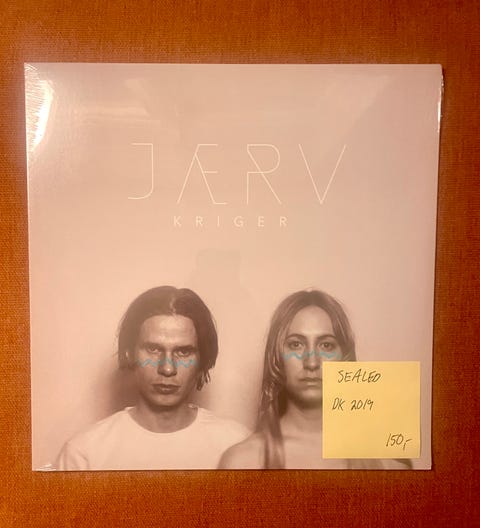 JÆRV
KRIGER
SEALED
DK 2019
150,-